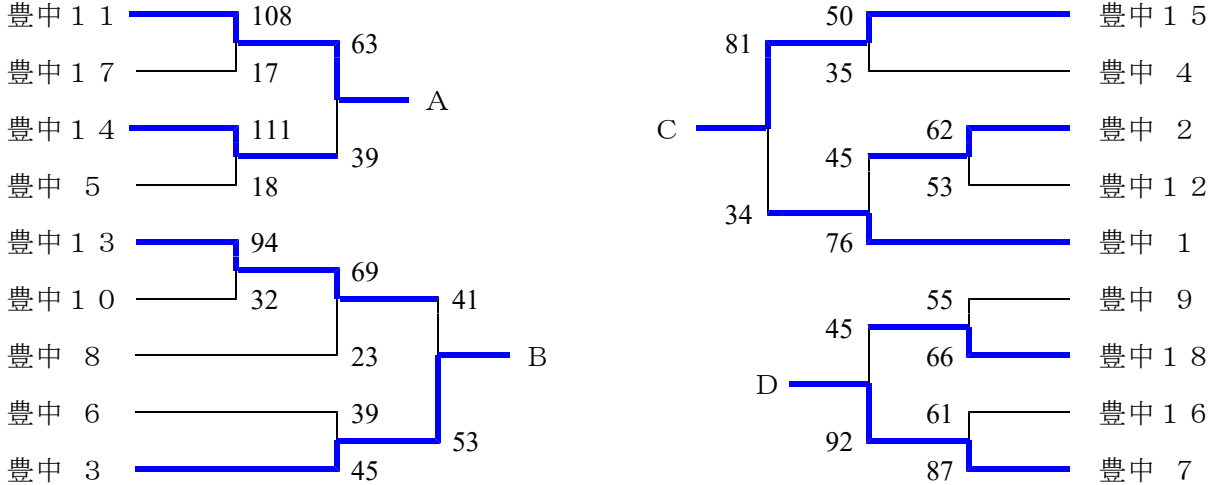 豊中１１ 108 50 豊中１５
63 81
豊中１７ 17 35 豊中 ４
A
豊中１４ 111 C 62 豊中 ２
39 45
豊中 ５ 18 53 豊中１２
34
豊中１３ 94 76 豊中 １
69
豊中１０ 32 41 55 豊中 ９
45
豊中 ８ 23 B 66 豊中１８
D
豊中 ６ 39 61 豊中１６
53 92
豊中 ３ 45 87 豊中 ７